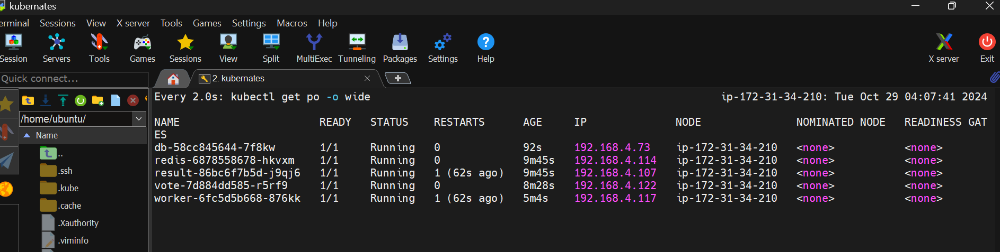 kubernates
erminal Sessions View X server Tools Games Settings Macros Help
Session Servers Tools Games Sessions View Split MultiExec Tunneling Packages Settings Help X server Exit
Quick connect...
2. kubernates
/home/ubuntu/
Name
..
.ssh
.kube
.cache
.Xauthority
.viminfo
Every 2.0s: kubectl get po -o wide ip-172-31-34-210: Tue Oct 29 04:07:41 2024
NAME READY STATUS RESTARTS AGE IP NODE NOMINATED NODE READINESS GAT
ES
db-58cc845644-7f8kw 1/1 Running 0 92s 192.168.4.73 ip-172-31-34-210 <none> <none>
redis-6878558678-hkvxm 1/1 Running 0 9m45s 192.168.4.114 ip-172-31-34-210 <none> <none>
result-86bc6f7b5d-j9qj6 1/1 Running 1 (62s ago) 9m45s 192.168.4.107 ip-172-31-34-210 <none> <none>
vote-7d884dd585-r5rf9 1/1 Running 0 8m28s 192.168.4.122 ip-172-31-34-210 <none> <none>
worker-6fc5d5b668-876kk 1/1 Running 1 (62s ago) 5m4s 192.168.4.117 ip-172-31-34-210 <none> <none>